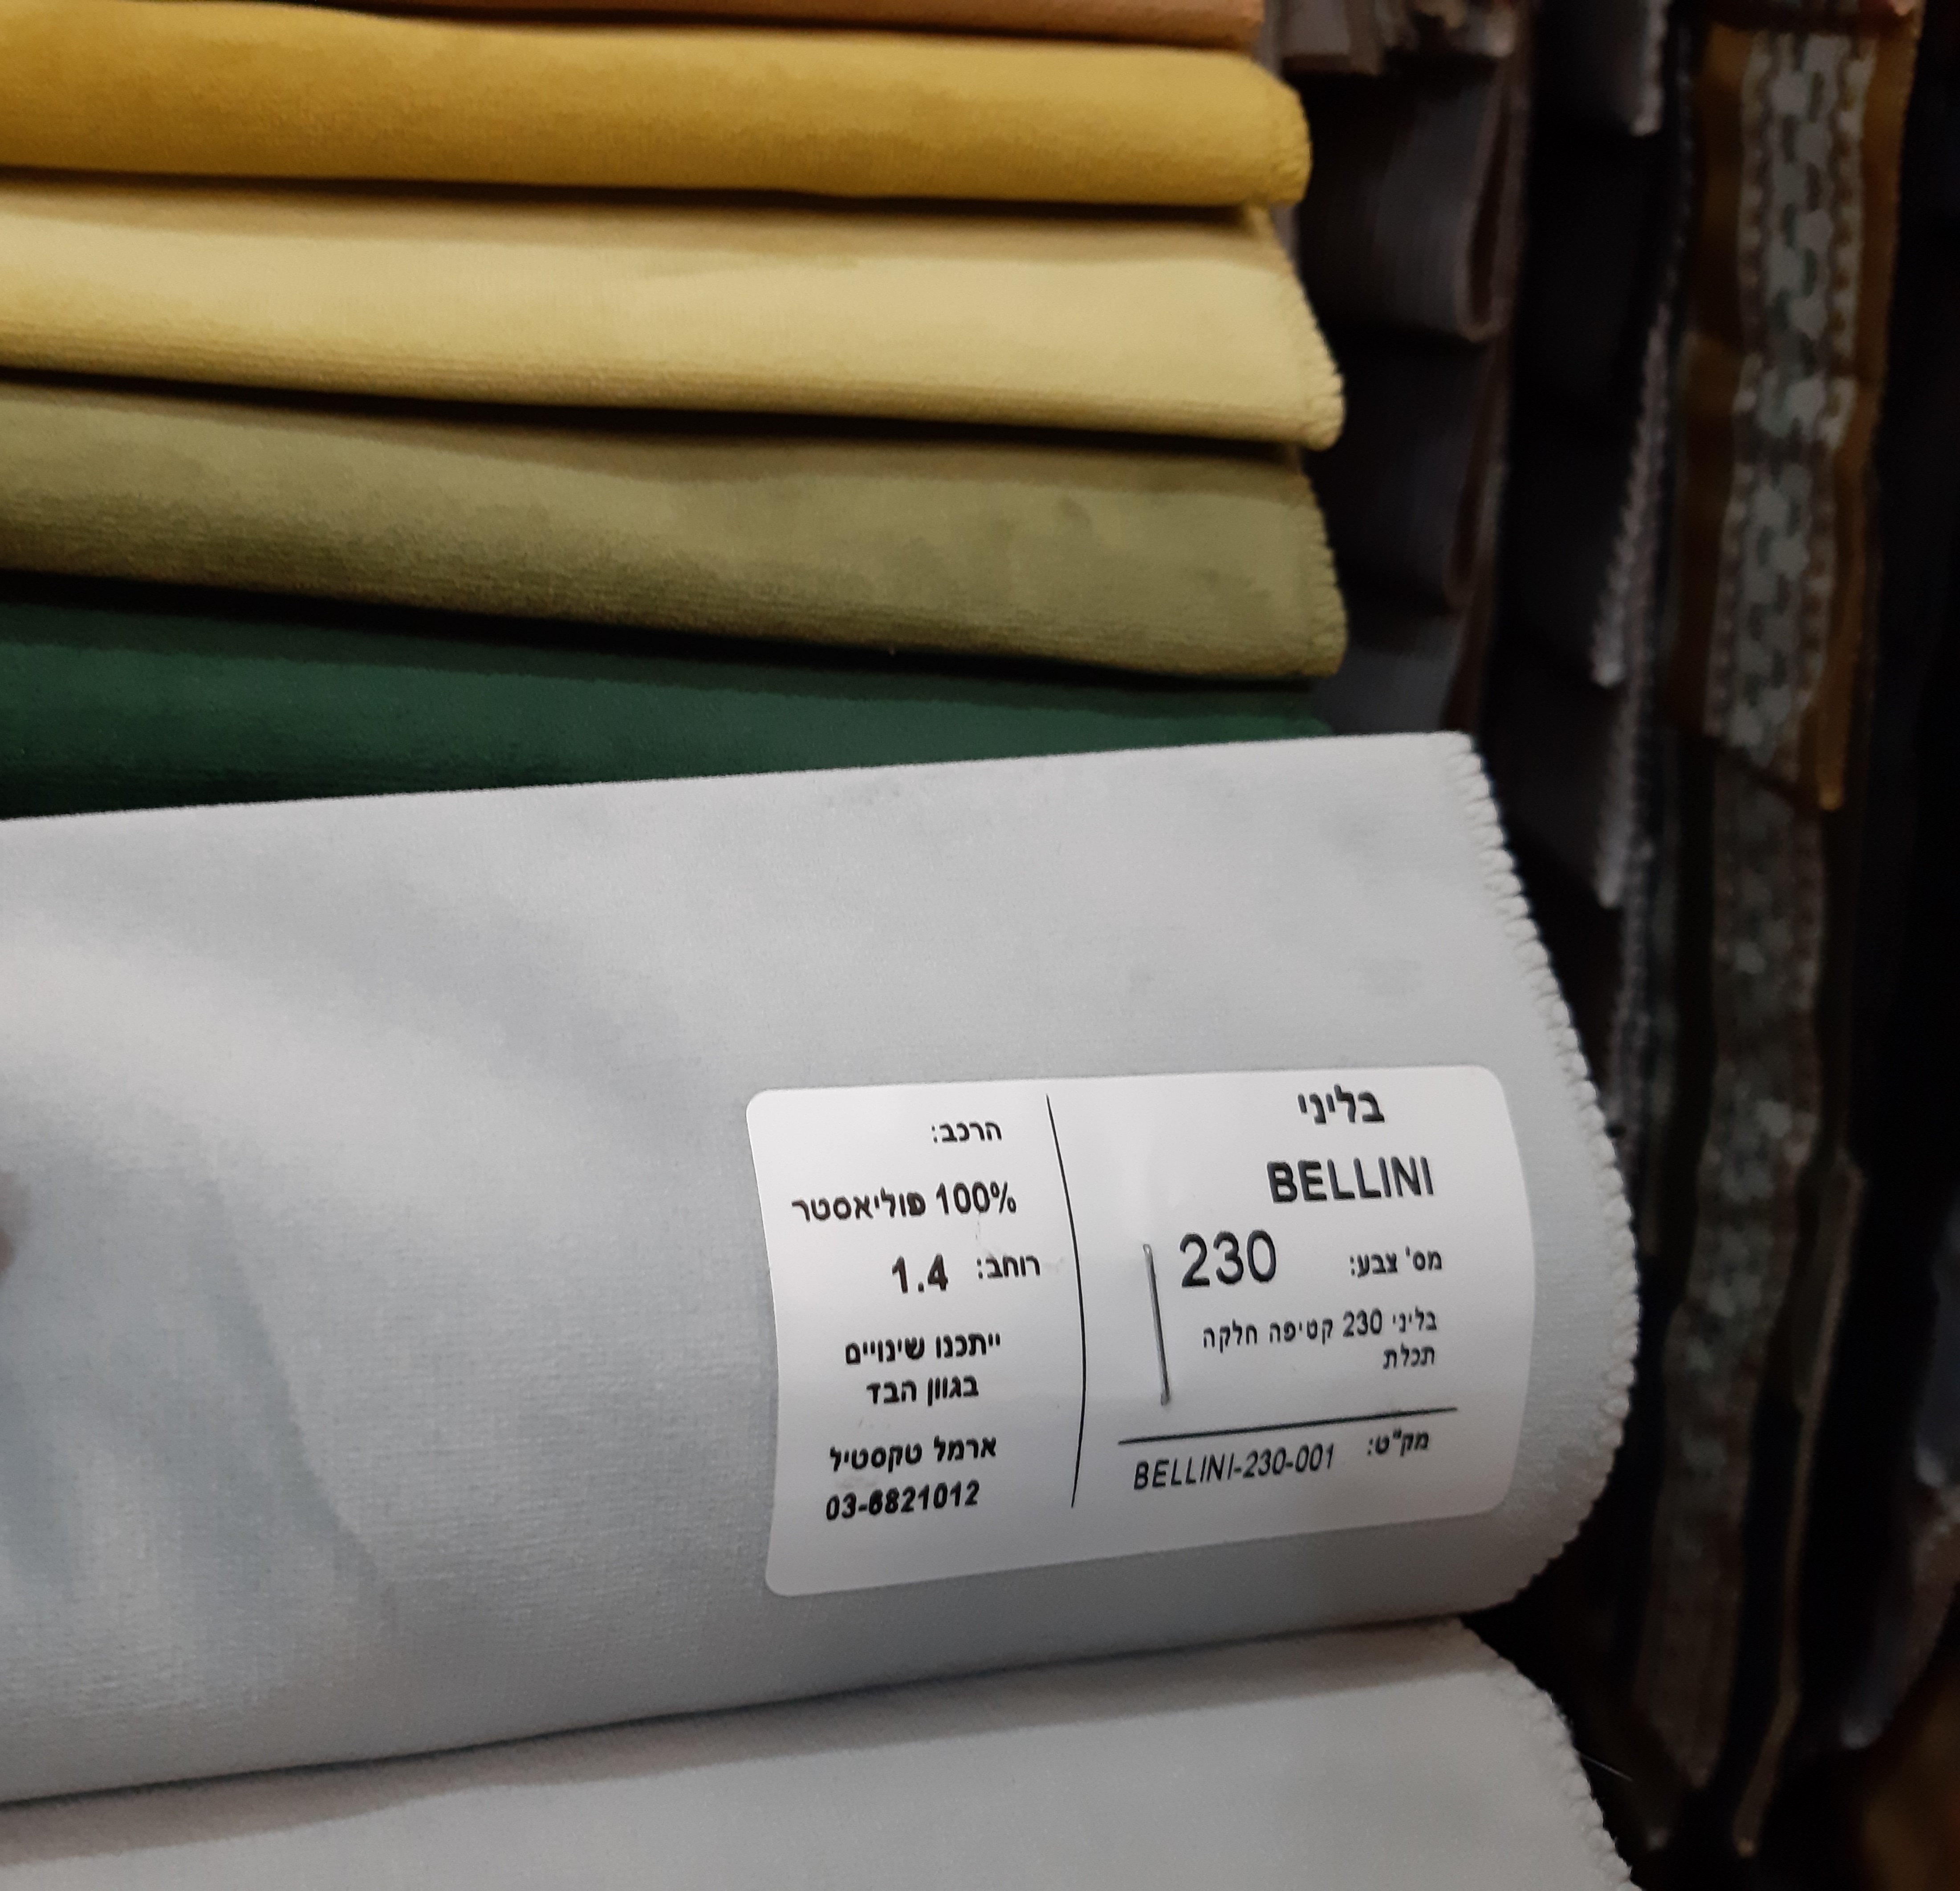 בליני
BELLINI
מס' צבע: 230
בליני 230 קטיפה חלקה
תכלת
מק"ט: BELLINI-230-001
הרכב:
100% פוליאסטר
רוחב: 1.4
ייתכנו שינויים
בגוון הבד
ארמל טקסטיל
03-6821012